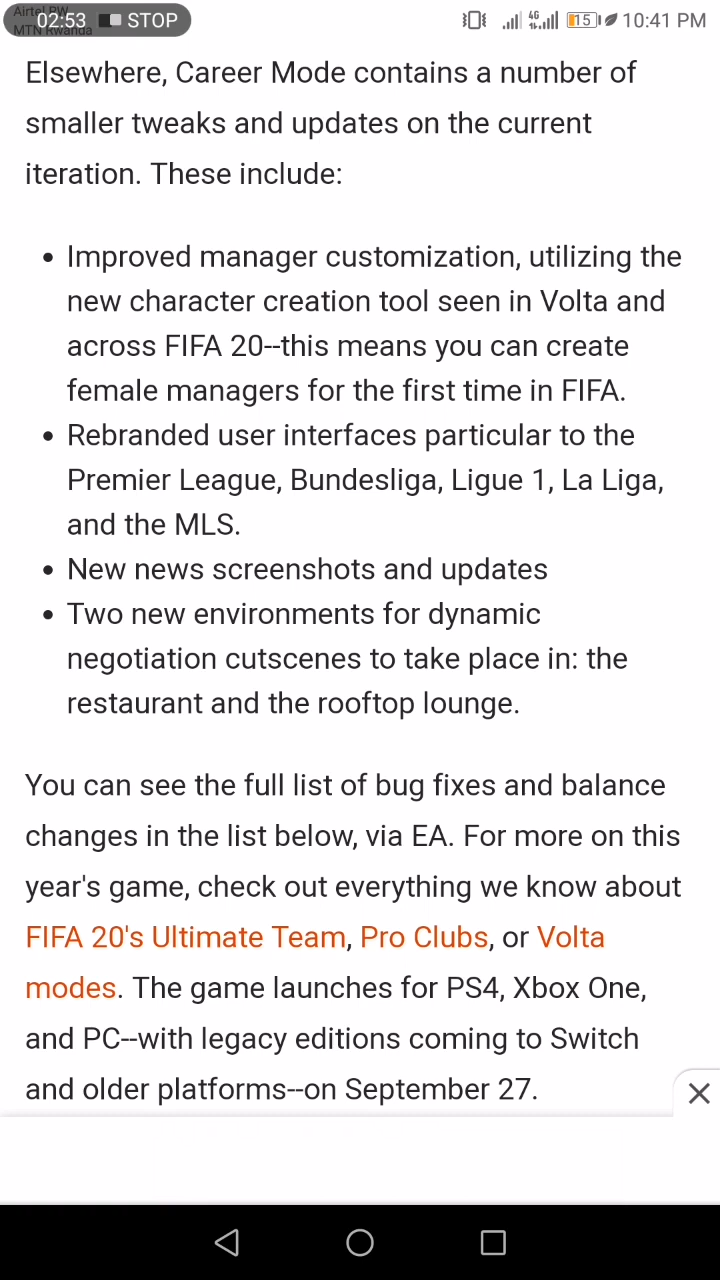 Airtel RW
MTN Rwanda
02:53 STOP
4G 15 10:41 PM
Elsewhere, Career Mode contains a number of
smaller tweaks and updates on the current
iteration. These include:
• Improved manager customization, utilizing the
new character creation tool seen in Volta and
across FIFA 20--this means you can create
female managers for the first time in FIFA.
• Rebranded user interfaces particular to the
Premier League, Bundesliga, Ligue 1, La Liga,
and the MLS.
• New news screenshots and updates
• Two new environments for dynamic
negotiation cutscenes to take place in: the
restaurant and the rooftop lounge.
You can see the full list of bug fixes and balance
changes in the list below, via EA. For more on this
year's game, check out everything we know about
FIFA 20's Ultimate Team, Pro Clubs, or Volta
modes. The game launches for PS4, Xbox One,
and PC--with legacy editions coming to Switch
and older platforms--on September 27.